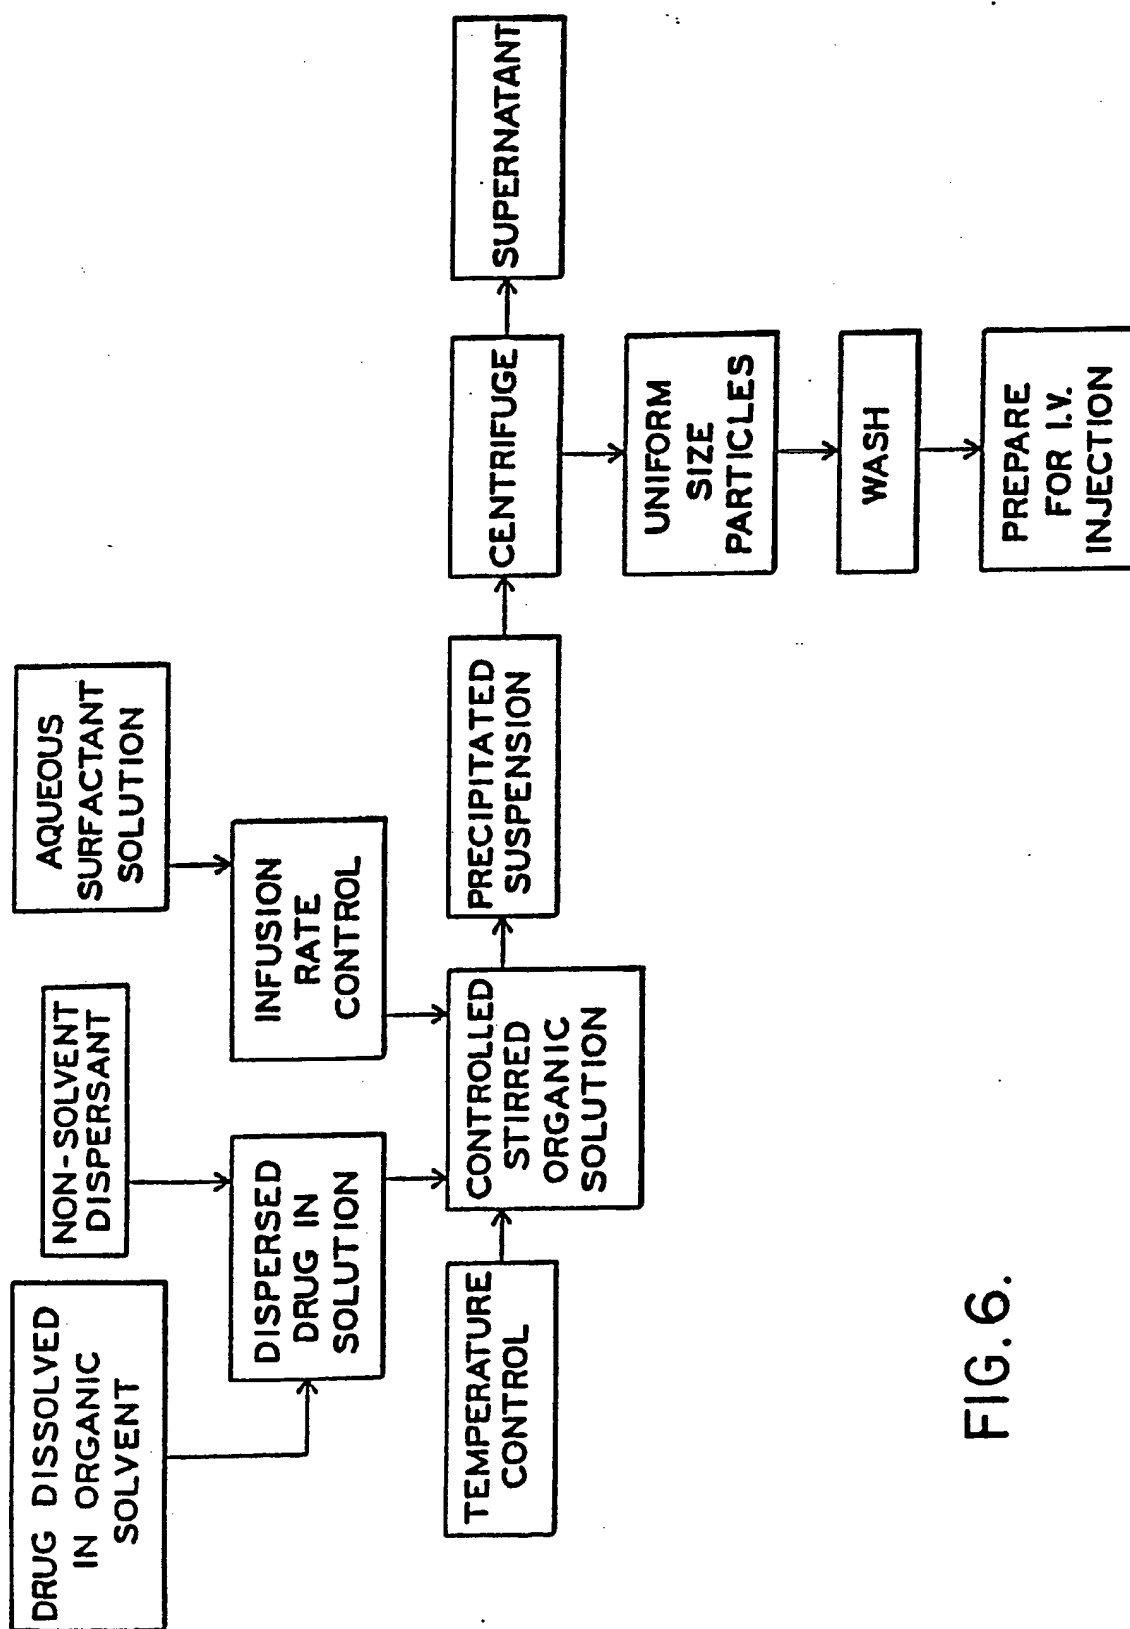 DRUG DISSOLVED
IN ORGANIC
SOLVENT
NON-SOLVENT
DISPERSANT
AQUEOUS
SURFACTANT
SOLUTION
DISPERSED
DRUG IN
SOLUTION
INFUSION
RATE
CONTROL
TEMPERATURE
CONTROL
CONTROLLED
STIRRED
ORGANIC
SOLUTION
PRECIPITATED
SUSPENSION
CENTRIFUGE
SUPERNATANT
UNIFORM
SIZE
PARTICLES
WASH
PREPARE
FOR I.V.
INJECTION
FIG. 6.